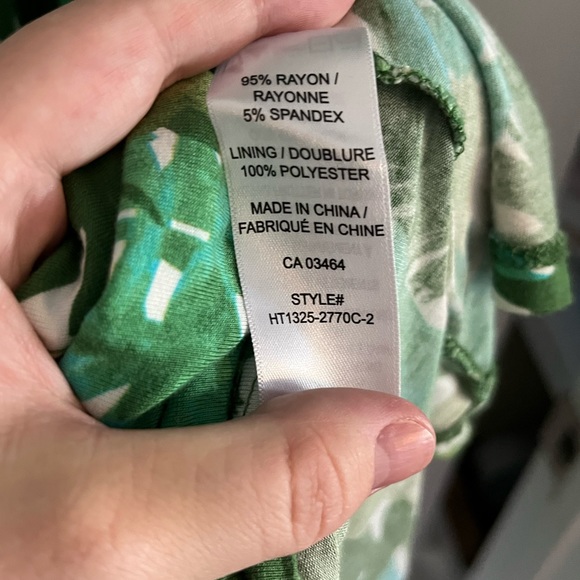 95% RAYON /
RAYONNE
5% SPANDEX
LINING / DOUBLURE
100% POLYESTER
MADE IN CHINA /
FABRIQUÉ EN CHINE
CA 03464
STYLE#
HT1325-2770C-2